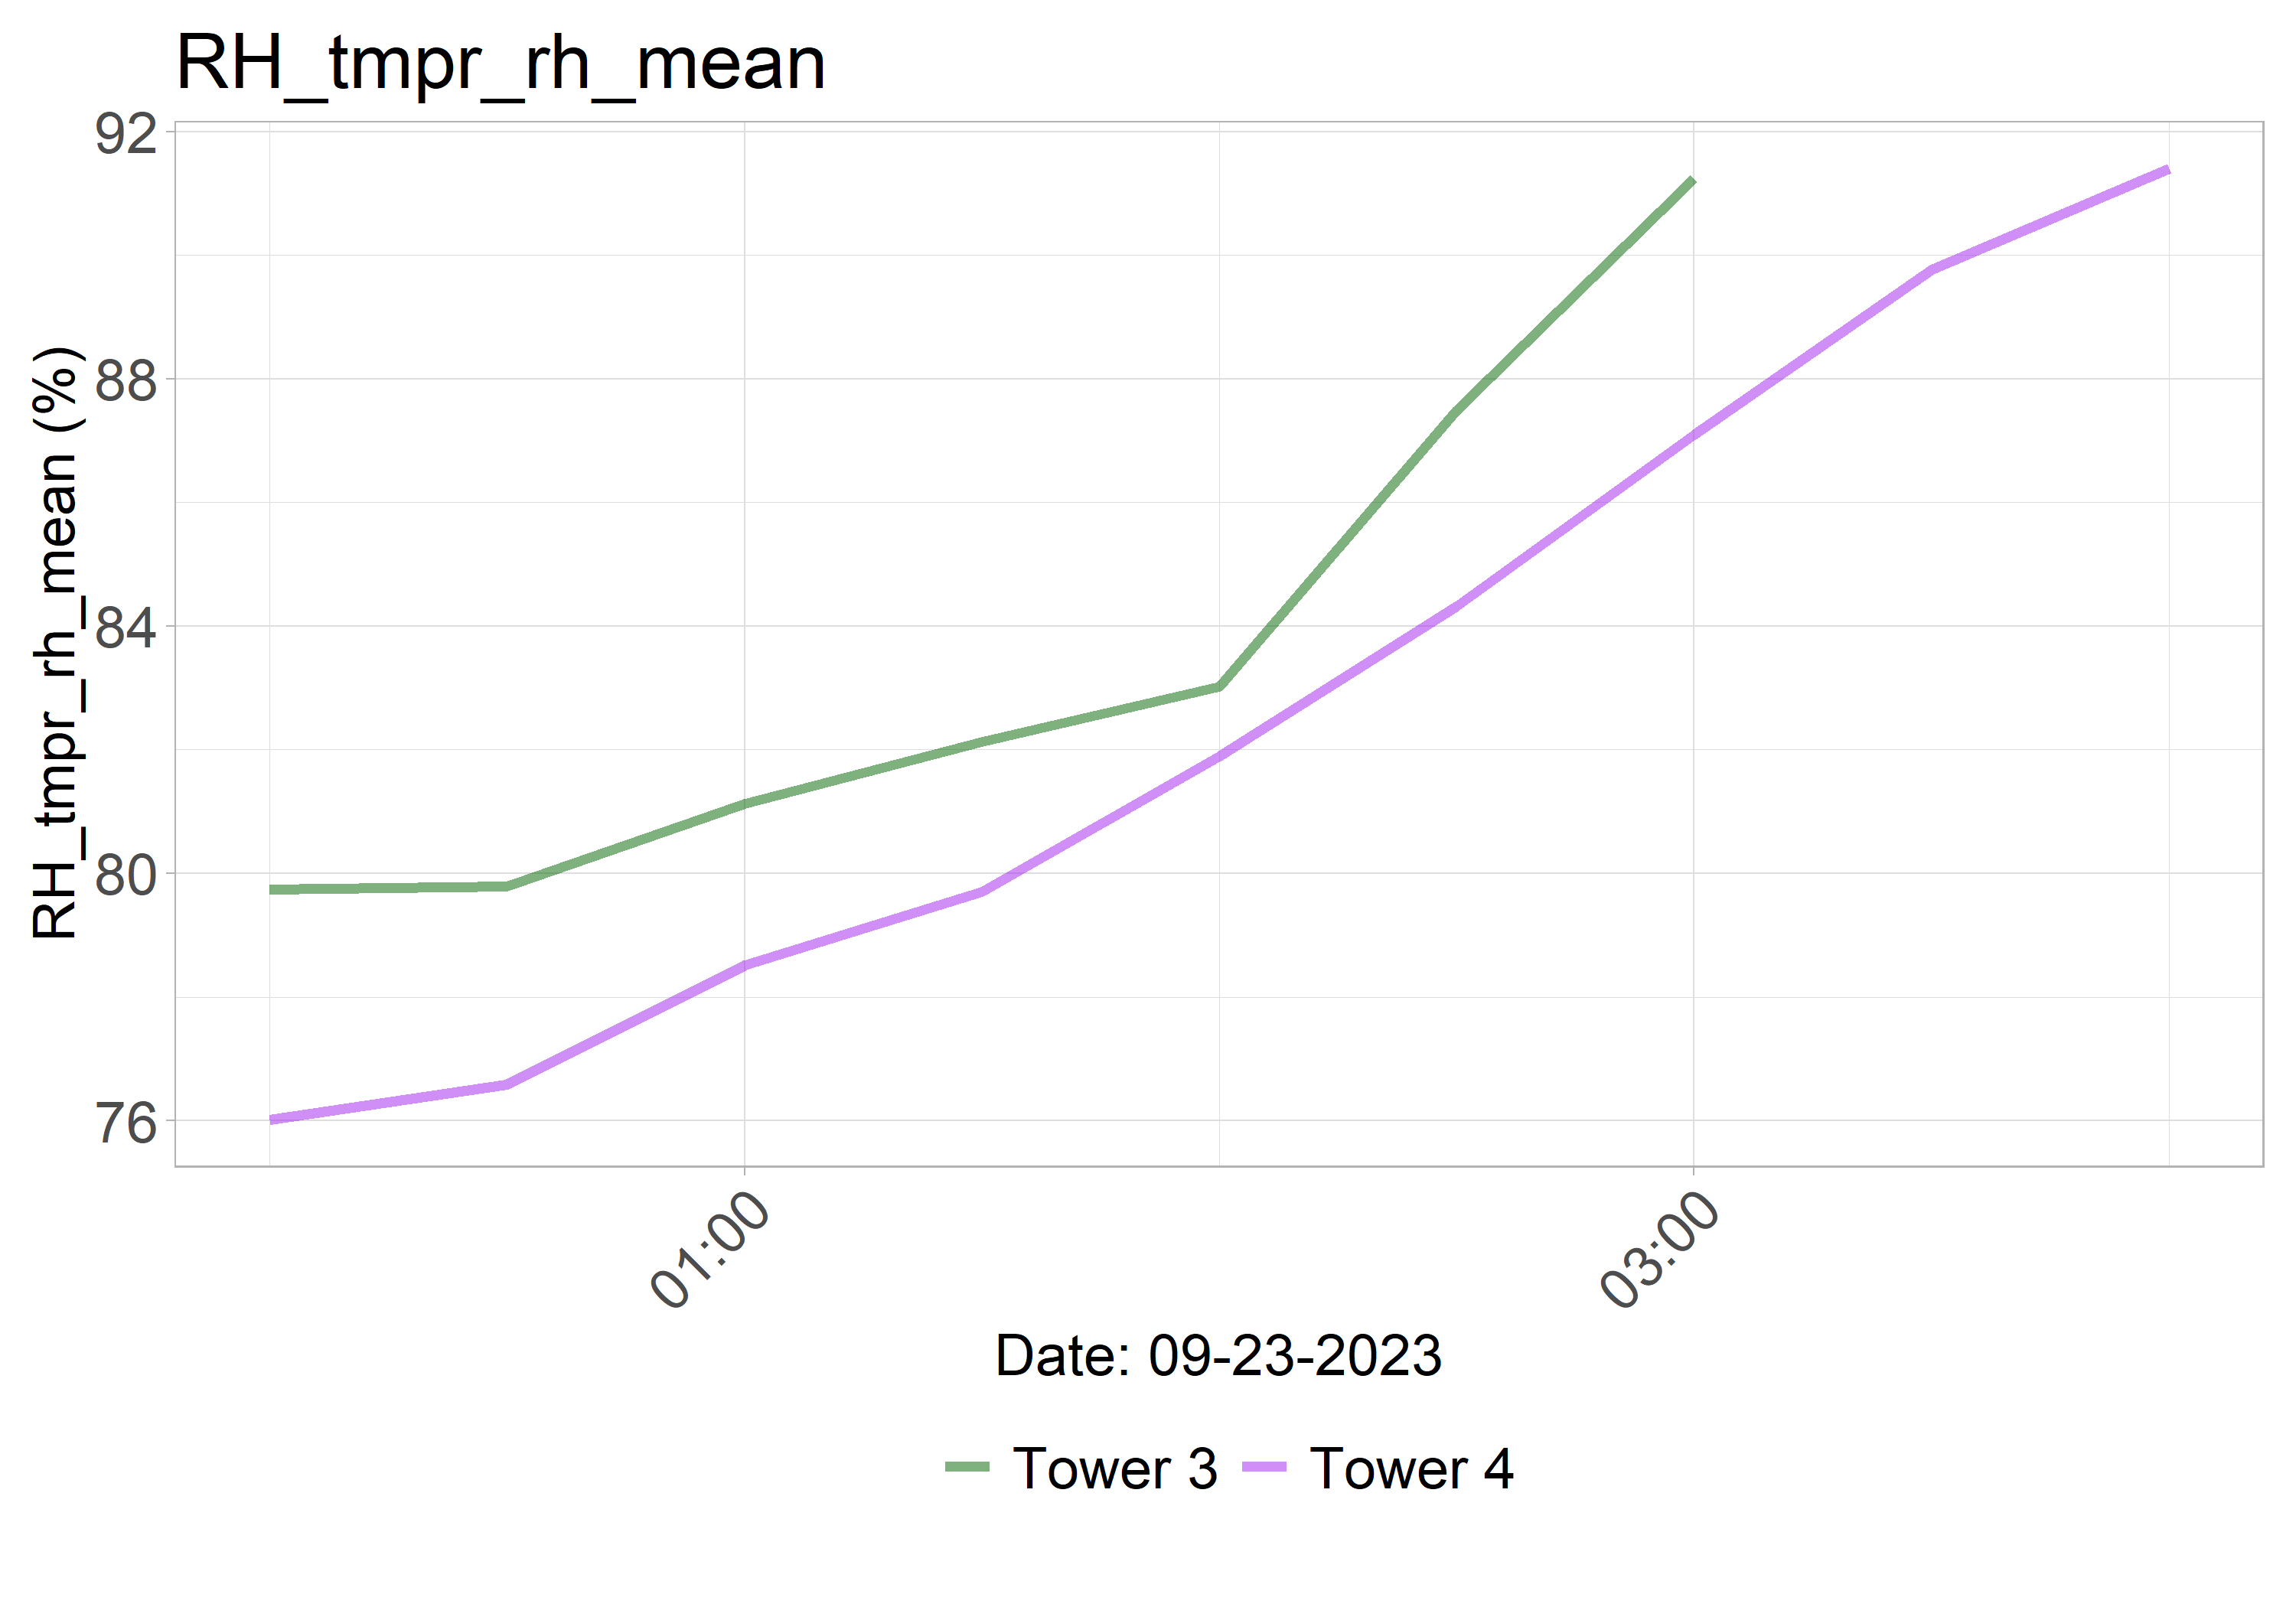 RH_tmpr_rh_mean
RH_tmpr_rh_mean (%)
92
88
84
80
76
01:00
03:00
Date: 09-23-2023
Tower 3
Tower 4